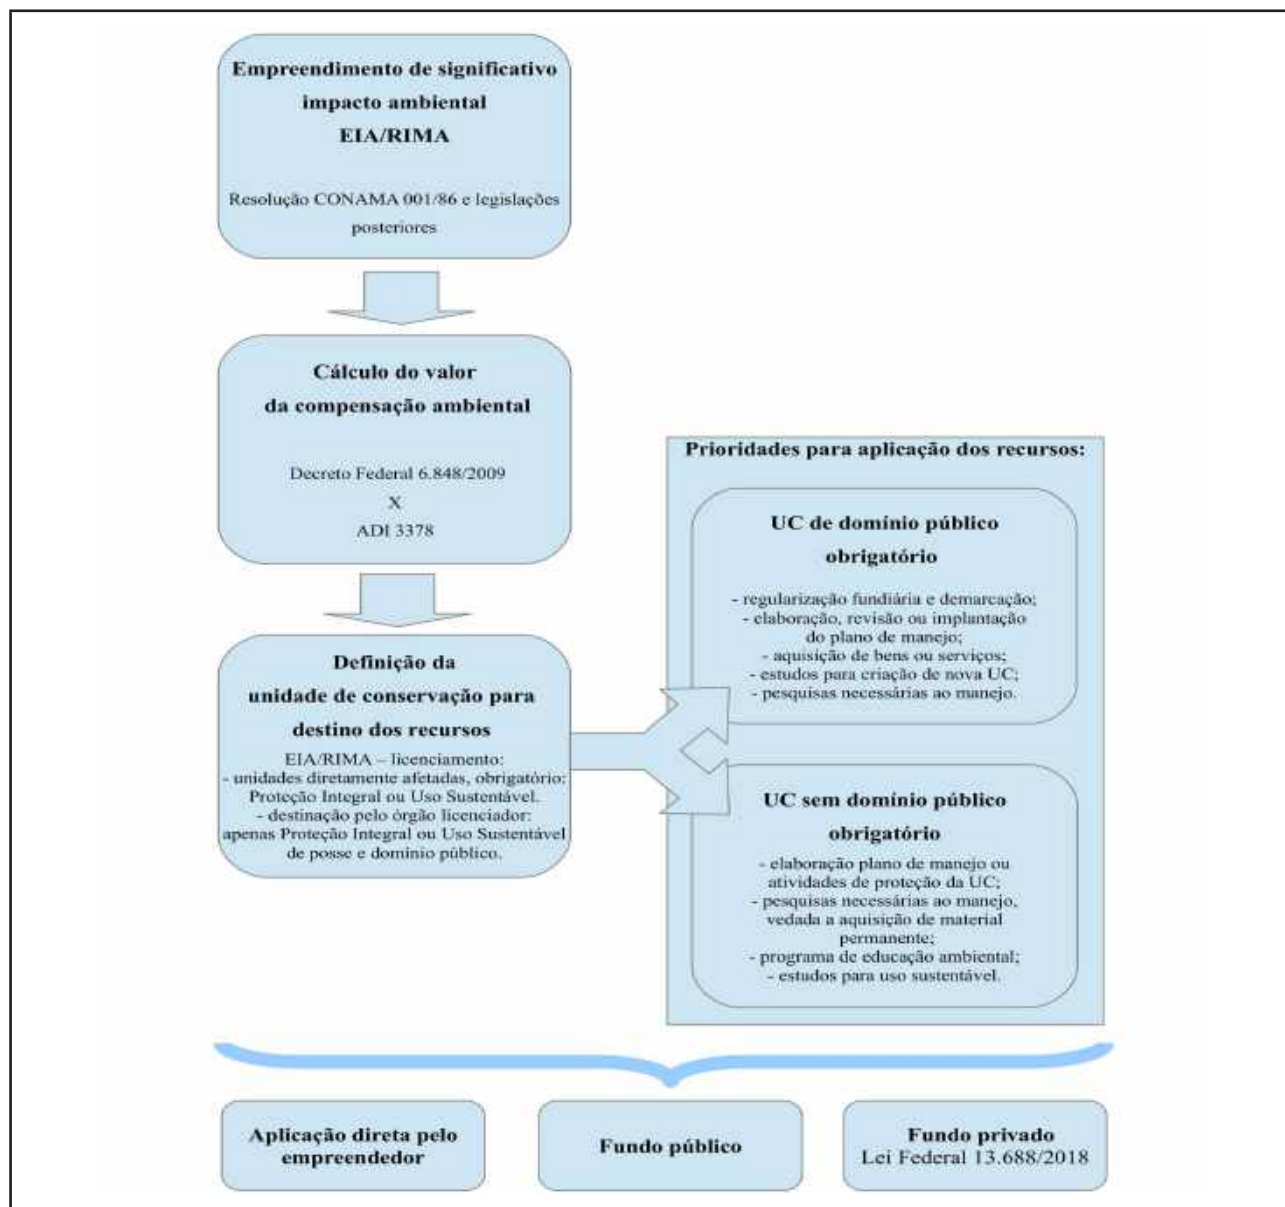 Empreendimento de significativo
impacto ambiental
EIA/RIMA
Resolução CONAMA 001/86 e legislações
posteriores
Cálculo do valor
da compensação ambiental
Decreto Federal 6.848/2009
X
ADI 3378
Definição da
unidade de conservação para
destino dos recursos
EIA/RIMA – licenciamento:
- unidades diretamente afetadas, obrigatório:
Proteção Integral ou Uso Sustentável.
- destinação pelo órgão licenciador:
apenas Proteção Integral ou Uso Sustentável
de posse e domínio público.
Prioridades para aplicação dos recursos:
UC de domínio público
obrigatório
- regularização fundiária e demarcação;
- elaboração, revisão ou implantação
do plano de manejo;
- aquisição de bens ou serviços;
- estudos para criação de nova UC;
- pesquisas necessárias ao manejo.
UC sem domínio público
obrigatório
- elaboração plano de manejo ou
atividades de proteção da UC;
- pesquisas necessárias ao manejo,
vedada a aquisição de material
permanente;
- programa de educação ambiental;
- estudos para uso sustentável.
Aplicação direta pelo
empreendedor
Fundo público
Fundo privado
Lei Federal 13.688/2018